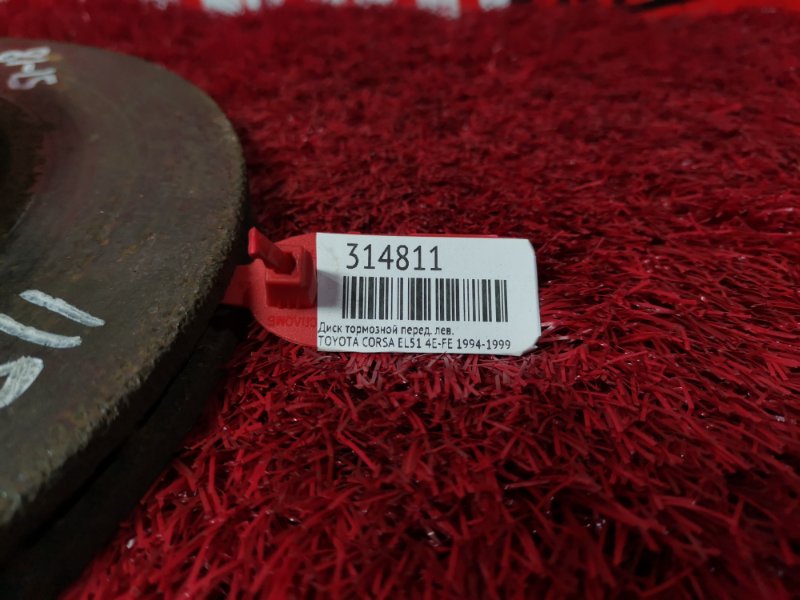 314811
Диск тормозной перед. лев.
TOYOTA CORSA EL51 4E-FE 1994-1999